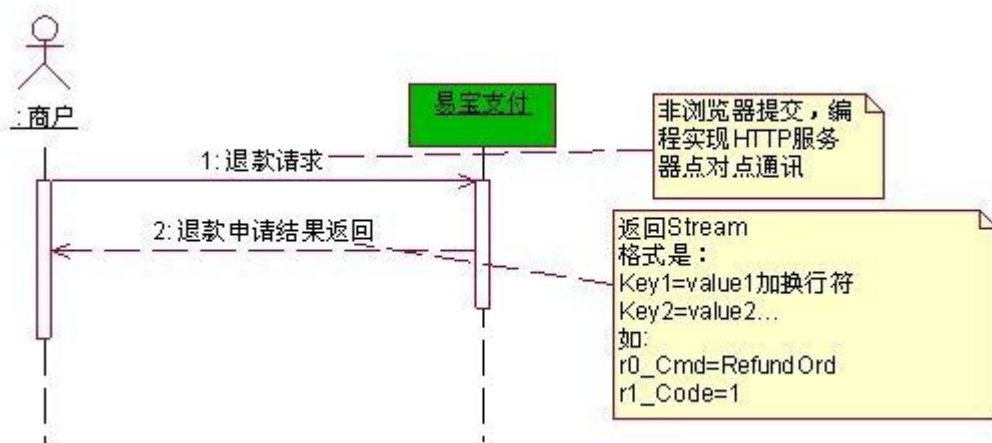 :商户
易宝支付
非浏览器提交，编
程实现HTTP服务
器点对点通讯
1:退款请求
2:退款申请结果返回
返回Stream
格式是：
Key1=value1加换行符
Key2=value2...
如:
r0_Cmd=RefundOrd
r1_Code=1